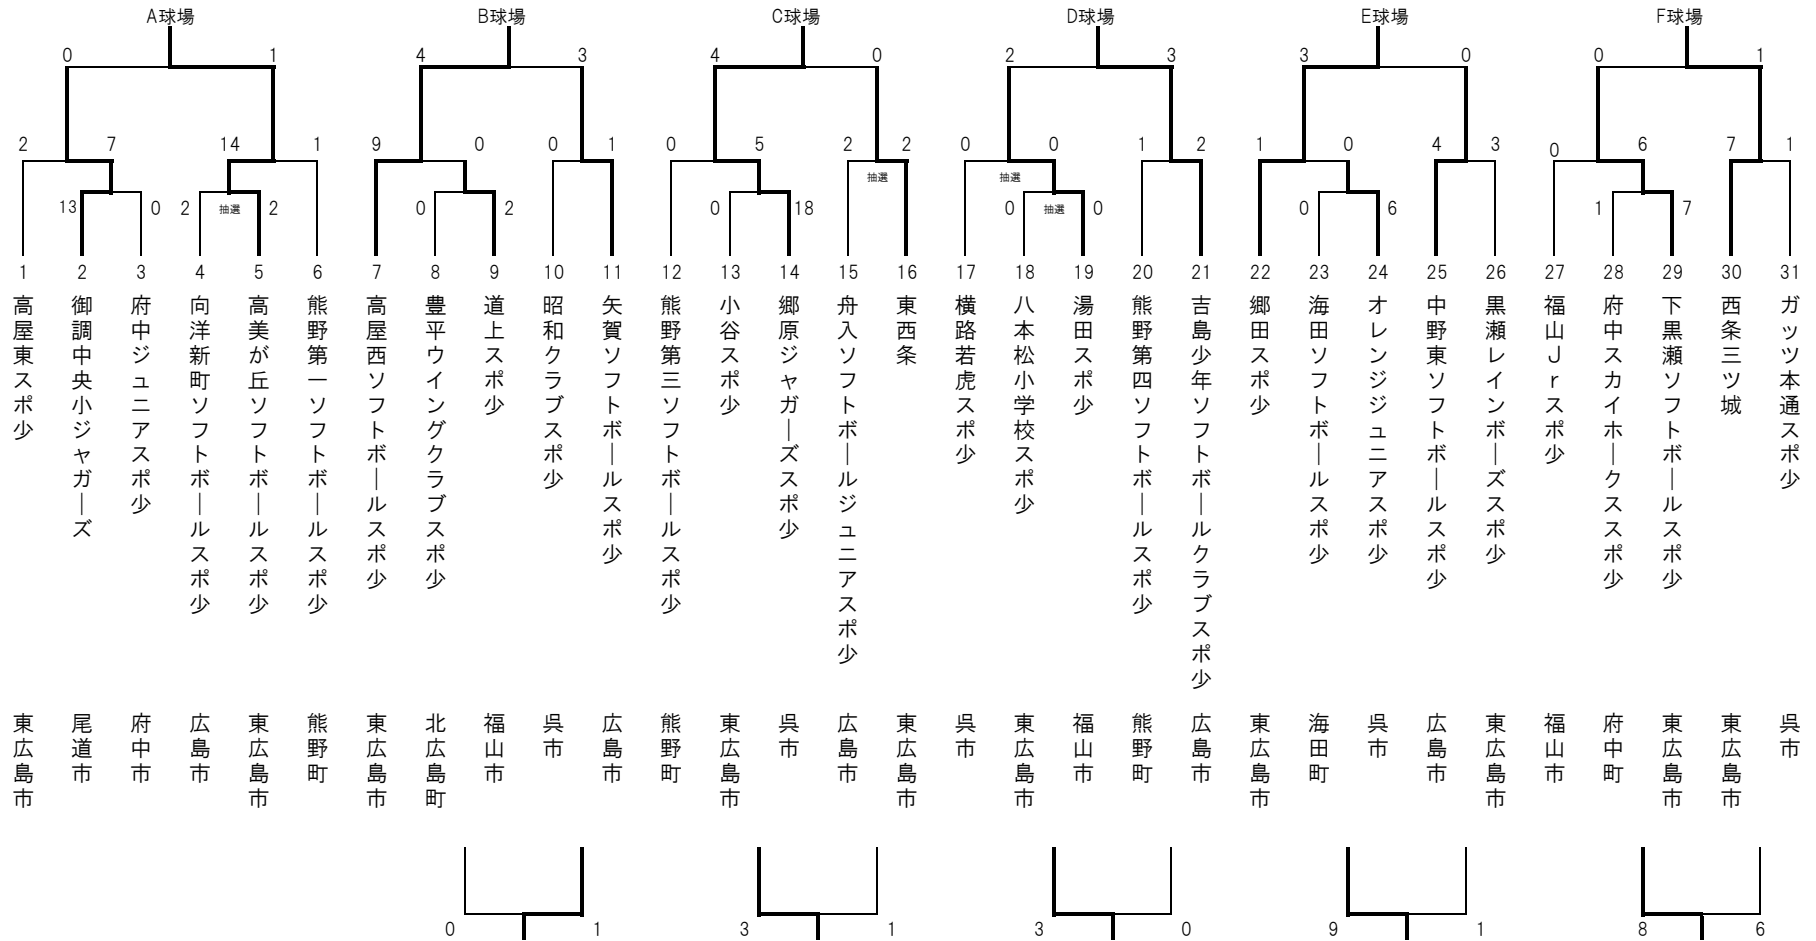 A球場 B球場 C球場 D球場 E球場 F球場
0 1 4 3 4 0 2 3 3 0 0 1
2 7 14 1 9 0 0 1 0 5 2 2 0 0 1 2 1 0 4 3 0 6 7 1
抽選 抽選
13 0 2 抽選 2 0 2 0 18 0 抽選 0 0 6 1 7
1 2 3 4 5 6 7 8 9 10 11 12 13 14 15 16 17 18 19 20 21 22 23 24 25 26 27 28 29 30 31
高屋東スポ少
御調中央小ジャガーズ
府中ジュニアスポ少
向洋新町ソフトボールスポ少
高美が丘ソフトボールスポ少
熊野第一ソフトボールスポ少
高屋西ソフトボールスポ少
豊平ウイングクラブスポ少
道上スポ少
昭和クラブスポ少
矢賀ソフトボールスポ少
熊野第三ソフトボールスポ少
小谷スポ少
郷原ジャガーズスポ少
舟入ソフトボールジュニアスポ少
東西条
横路若虎スポ少
八本松小学校スポ少
湯田スポ少
熊野第四ソフトボールスポ少
吉島少年ソフトボールクラブスポ少
郷田スポ少
海田ソフトボールスポ少
オレンジジュニアスポ少
中野東ソフトボールスポ少
黒瀬レインボーズスポ少
福山Jrスポ少
府中スカイホークススポ少
下黒瀬ソフトボールスポ少
西条三ツ城
ガッツ本通スポ少
東広島市
尾道市
府中市
広島市
東広島市
熊野町
東広島市
北広島町
福山市
呉市
広島市
熊野町
東広島市
呉市
広島市
東広島市
呉市
東広島市
福山市
熊野町
広島市
東広島市
海田町
呉市
広島市
東広島市
福山市
府中町
東広島市
東広島市
呉市
0 1 3 1 3 0 9 1 8 6